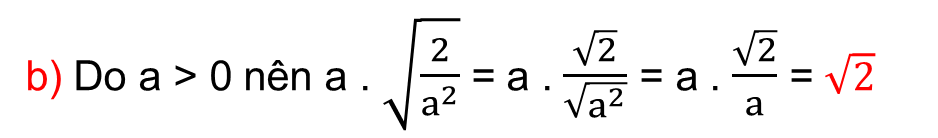 b) Do a > 0 nên a . √(2/a²) = a . √2/√a² = a . √2/a = √2